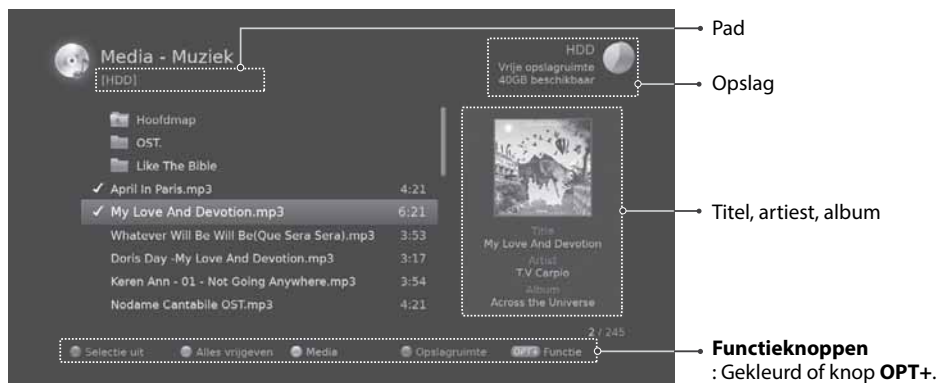 Media - Muziek
[HDD]
HDD
Vrije opslagruimte
40GB beschikbaar
Pad
Opslag
Hoofdmap
OST.
Like The Bible
April In Paris.mp3 4:21
My Love And Devotion.mp3 6:21
Whatever Will Be Will Be(Que Sera Sera).mp3 3:53
Doris Day -My Love And Devotion.mp3 3:17
Keren Ann - 01 - Not Going Anywhere.mp3 3:54
Nodame Cantabile OST.mp3 4:21
Title
My Love And Devotion
Artist
T.V Carpio
Album
Across the Universe
Titel, artiest, album
2 / 245
Selectie uit Alles vrijgeven Media Opslagruimte OPT+ Functie
Functieknoppen
: Gekleurd of knop OPT+.